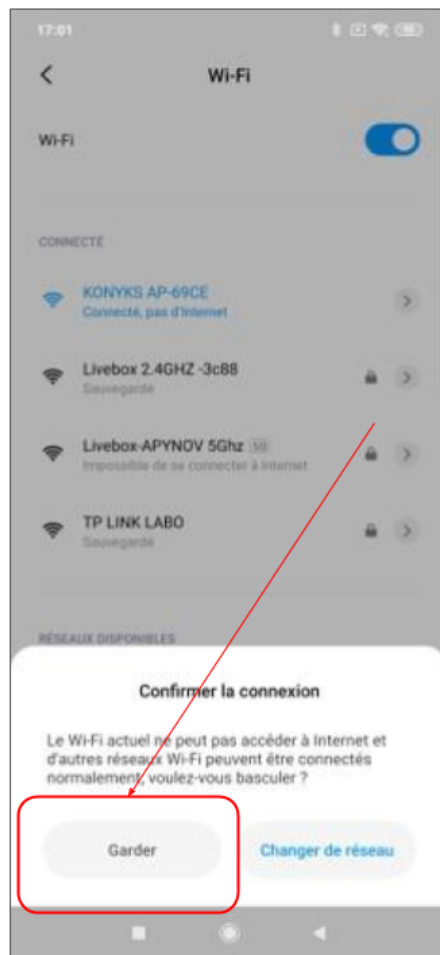 17:01
Wi-Fi
Wi-Fi
CONNECTÉ
KONYKS AP-69CE
Connecté, pas d'Internet
Livebox 2.4GHZ -3c88
Sauvegardé
Livebox-APYNOV 5Ghz 5G
Impossible de se connecter à Internet
TP LINK LABO
Sauvegardé
RÉSEAUX DISPONIBLES
Confirmer la connexion
Le Wi-Fi actuel ne peut pas accéder à Internet et
d'autres réseaux Wi-Fi peuvent être connectés
normalement, voulez-vous basculer ?
Garder
Changer de réseau